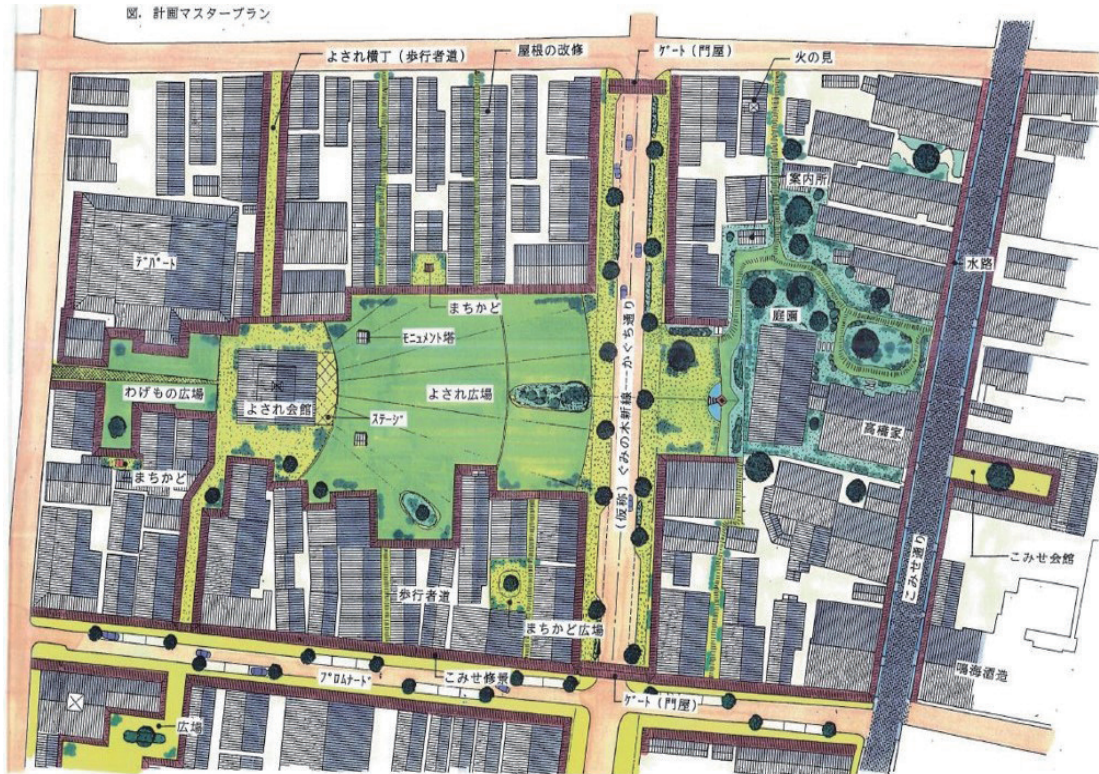 図. 計画マスタープラン
よされ横丁(歩行者道)
屋根の改修
ゲート(門屋)
火の見
案内所
デパート
水路
まちかど
庭園
モニュメント塔
わげもの広場
よされ会館
よされ広場
ステージ
(仮称)ぐみの木新線---かぐち通り
高橋家
まちかど
こみせ会館
こみせ通り
歩行者道
まちかど広場
鳴海酒造
こみせ修景
プロムナード
ゲート(門屋)
広場